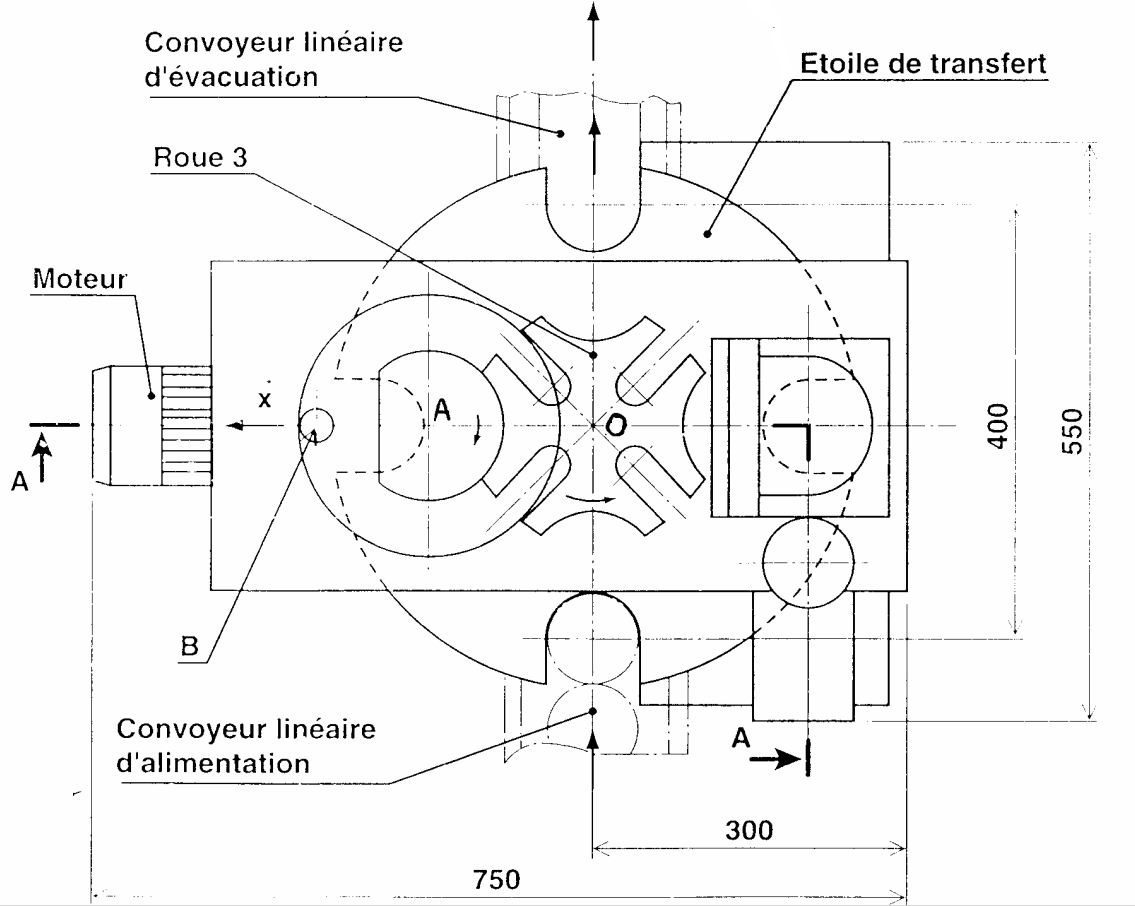 Convoyeur linéaire
d'évacuation
Etoile de transfert
Roue 3
Moteur
x
A
O
A
400
550
B
Convoyeur linéaire
d'alimentation
A
300
750